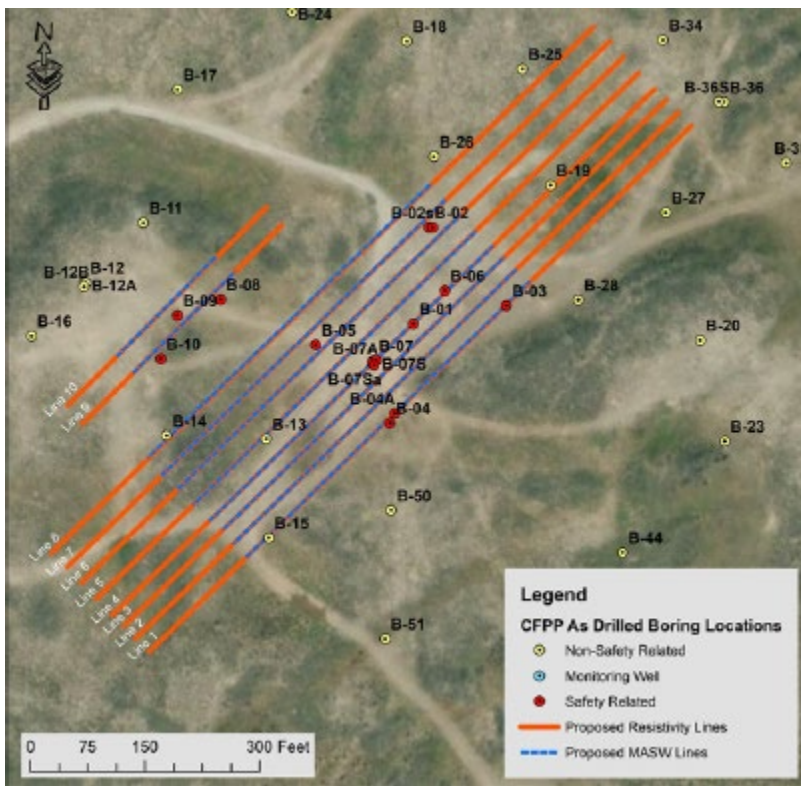 N
B-24
B-18
B-34
B-25
B-17
B-36S B-36
B-26
B-3
B-19
B-11
B-02s B-02
B-27
B-12B B-12
B-12A
B-08
B-06
B-09
B-03
B-28
B-01
B-16
B-05
B-20
B-07A B-07
B-10
B-07S
B-07Sa
B-04A
B-04
Line 10
Line 9
B-14
B-13
B-23
B-50
B-15
Line 8
Line 7
Line 6
Line 5
Line 4
Line 3
Line 2
Line 1
B-44
B-51
Legend
CFPP As Drilled Boring Locations
Non-Safety Related
Monitoring Well
Safety Related
Proposed Resistivity Lines
Proposed MASW Lines
0 75 150 300 Feet